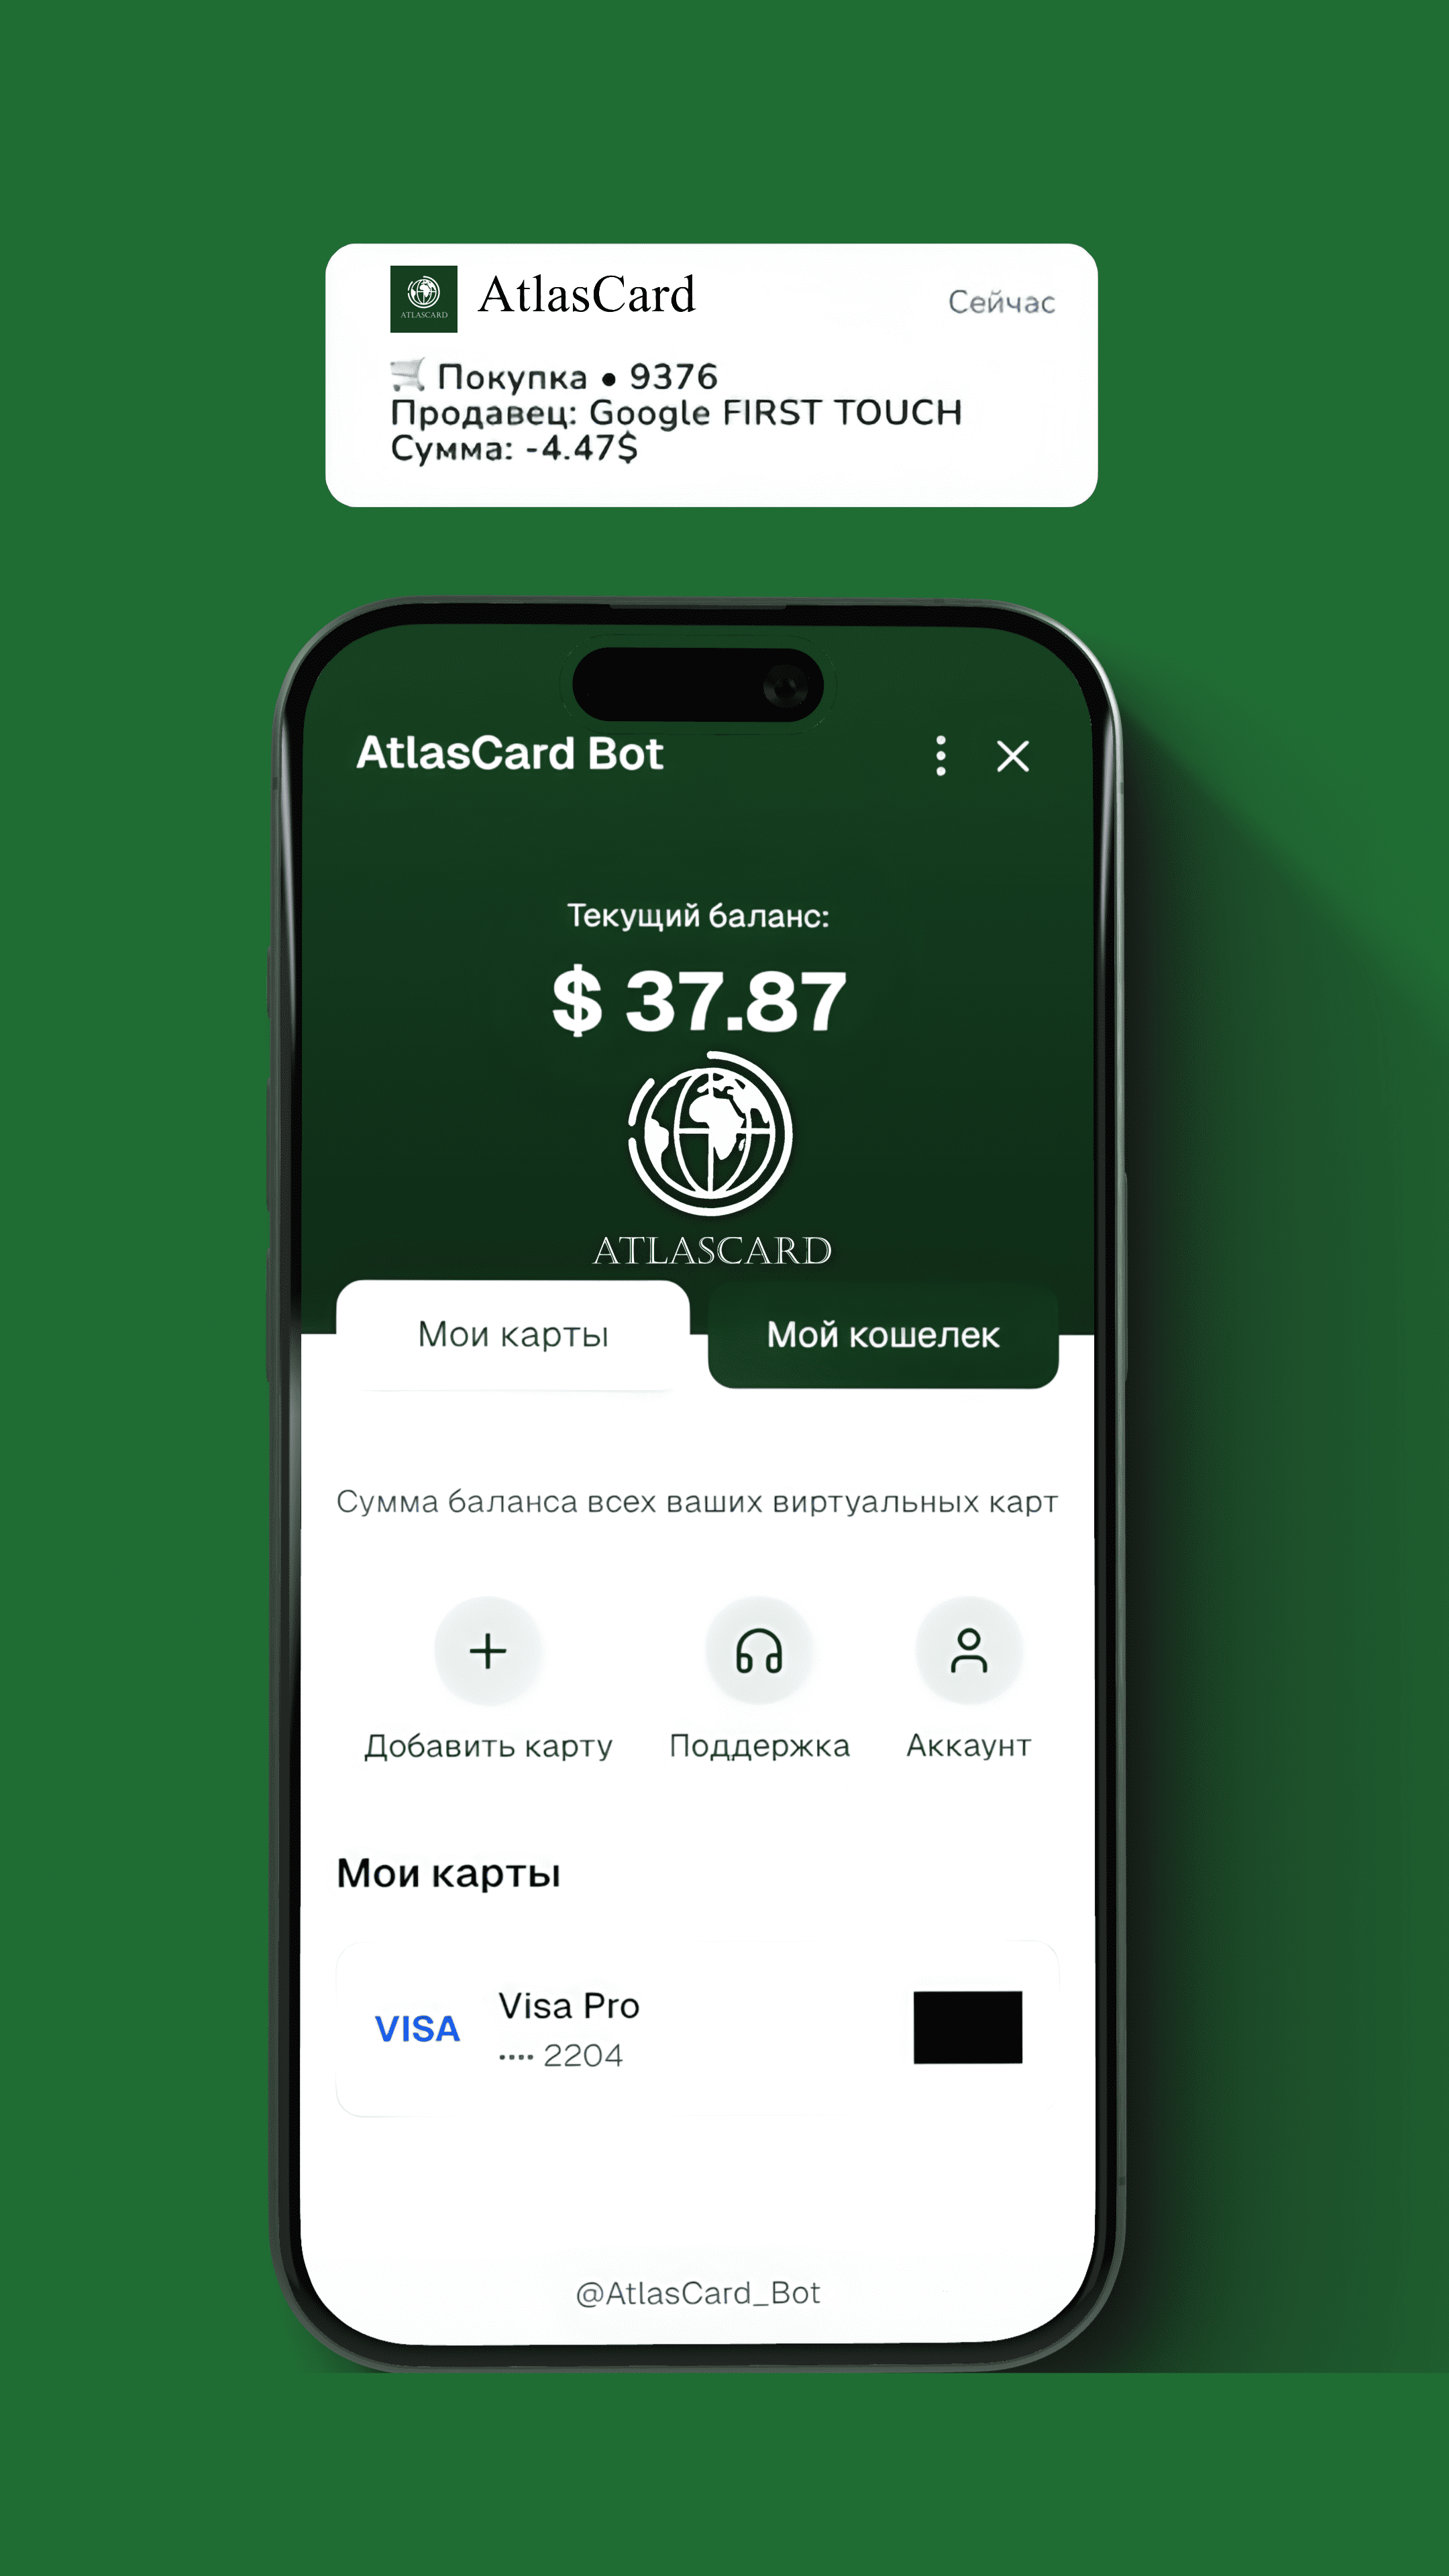 ATLASCARD
AtlasCard
Сейчас
🛒 Покупка • 9376
Продавец: Google FIRST TOUCH
Сумма: -4.47$
AtlasCard Bot
Текущий баланс:
$ 37.87
ATLASCARD
Мои карты
Мой кошелек
Сумма баланса всех ваших виртуальных карт
Добавить карту
Поддержка
Аккаунт
Мои карты
VISA
Visa Pro
•••• 2204
@AtlasCard_Bot